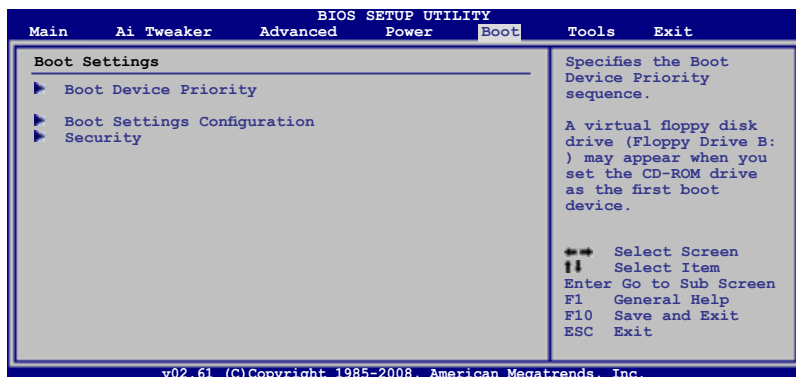 BIOS SETUP UTILITY
Main Ai Tweaker Advanced Power Boot Tools Exit
Boot Settings
Boot Device Priority
Boot Settings Configuration
Security
Specifies the Boot
Device Priority
sequence.
A virtual floppy disk
drive (Floppy Drive B:
) may appear when you
set the CD-ROM drive
as the first boot
device.
Select Screen
Select Item
Enter Go to Sub Screen
F1 General Help
F10 Save and Exit
ESC Exit
v02.61 (C)Copyright 1985-2008, American Megatrends, Inc.